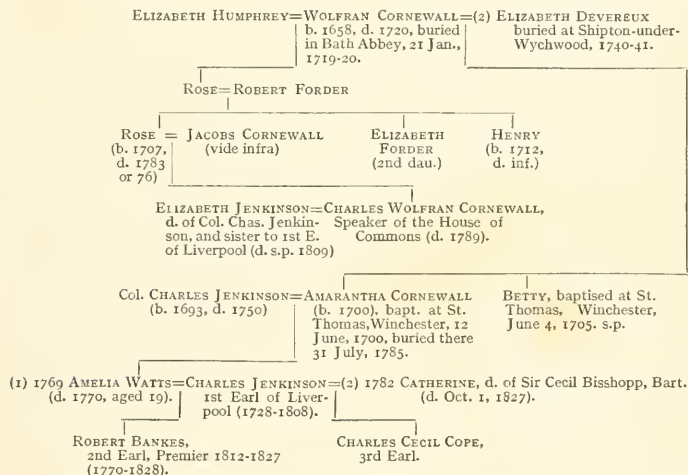 ELIZABETH HUMPHREY=WOLFRAN CORNEWALL=(2) ELIZABETH DEVEREUX
b. 1658, d. 1720, buried
in Bath Abbey, 21 Jan.,
1719-20.
buried at Shipton-under-
Wychwood, 1740-41.
ROSE=ROBERT FORDER
ROSE = JACOBS CORNEWALL
(b. 1707, (vide infra)
d. 1783
or 76)
ELIZABETH
FORDER
(2nd dau.)
HENRY
(b. 1712,
d. inf.)
ELIZABETH JENKINSON=CHARLES WOLFRAN CORNEWALL,
d. of Col. Chas. Jenkin-
son, and sister to 1st E.
of Liverpool (d. s.p. 1809)
Speaker of the House of
Commons (d. 1789).
Col. CHARLES JENKINSON=AMARANTHA CORNEWALL
(b. 1693, d. 1750)
(b. 1700), bapt. at St.
Thomas, Winchester, 12
June, 1700, buried there
31 July, 1785.
BETTY, baptised at St.
Thomas, Winchester,
June 4, 1705. s.p.
(1) 1769 AMELIA WATTS=CHARLES JENKINSON=(2) 1782 CATHERINE, d. of Sir Cecil Bisshopp, Bart.
(d. 1770, aged 19).
1st Earl of Liver-
pool (1728-1808).
(d. Oct. 1, 1827).
ROBERT BANKES,
2nd Earl, Premier 1812-1827
(1770-1828).
CHARLES CECIL COPE,
3rd Earl.